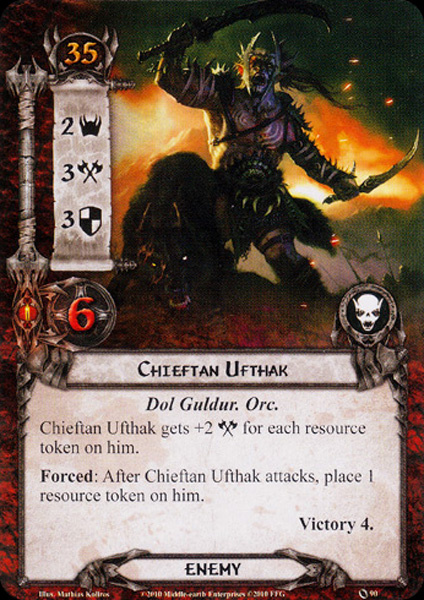 35
2
3
3
6
Chieftan Ufthak
Dol Guldur. Orc.
Chieftan Ufthak gets +2 for each resource
token on him.
Forced: After Chieftan Ufthak attacks, place 1
resource token on him.
Victory 4.
ENEMY
Illus. Mathias Kollros ©2010 Middle-earth Enterprises ©2010 FFG 90